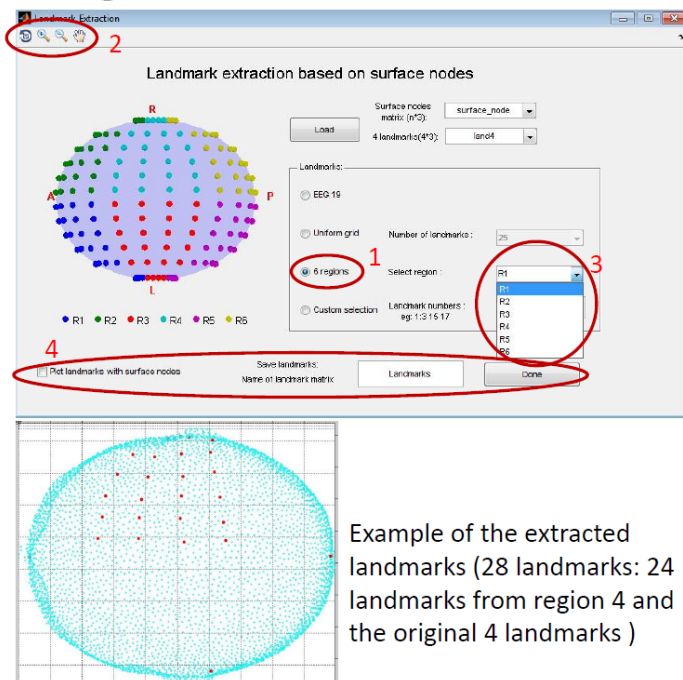 Landmark Extraction
2
Landmark extraction based on surface nodes
R
A
P
L
R1 R2 R3 R4 R5 R6
Load
Surface nodes
matrix (n*3):
surface_node
4 landmarks(4*3):
land4
Landmarks:
EEG 19
Uniform grid
Number of landmarks :
25
1
6 regions
Select region :
R1
3
R1
R2
R3
R4
R5
R6
Custom selection
Landmark numbers :
eg: 1:3 15 17
4
Plot landmarks with surface nodes
Save landmarks:
Name of landmark matrix
Landmarks
Done
Example of the extracted
landmarks (28 landmarks: 24
landmarks from region 4 and
the original 4 landmarks )